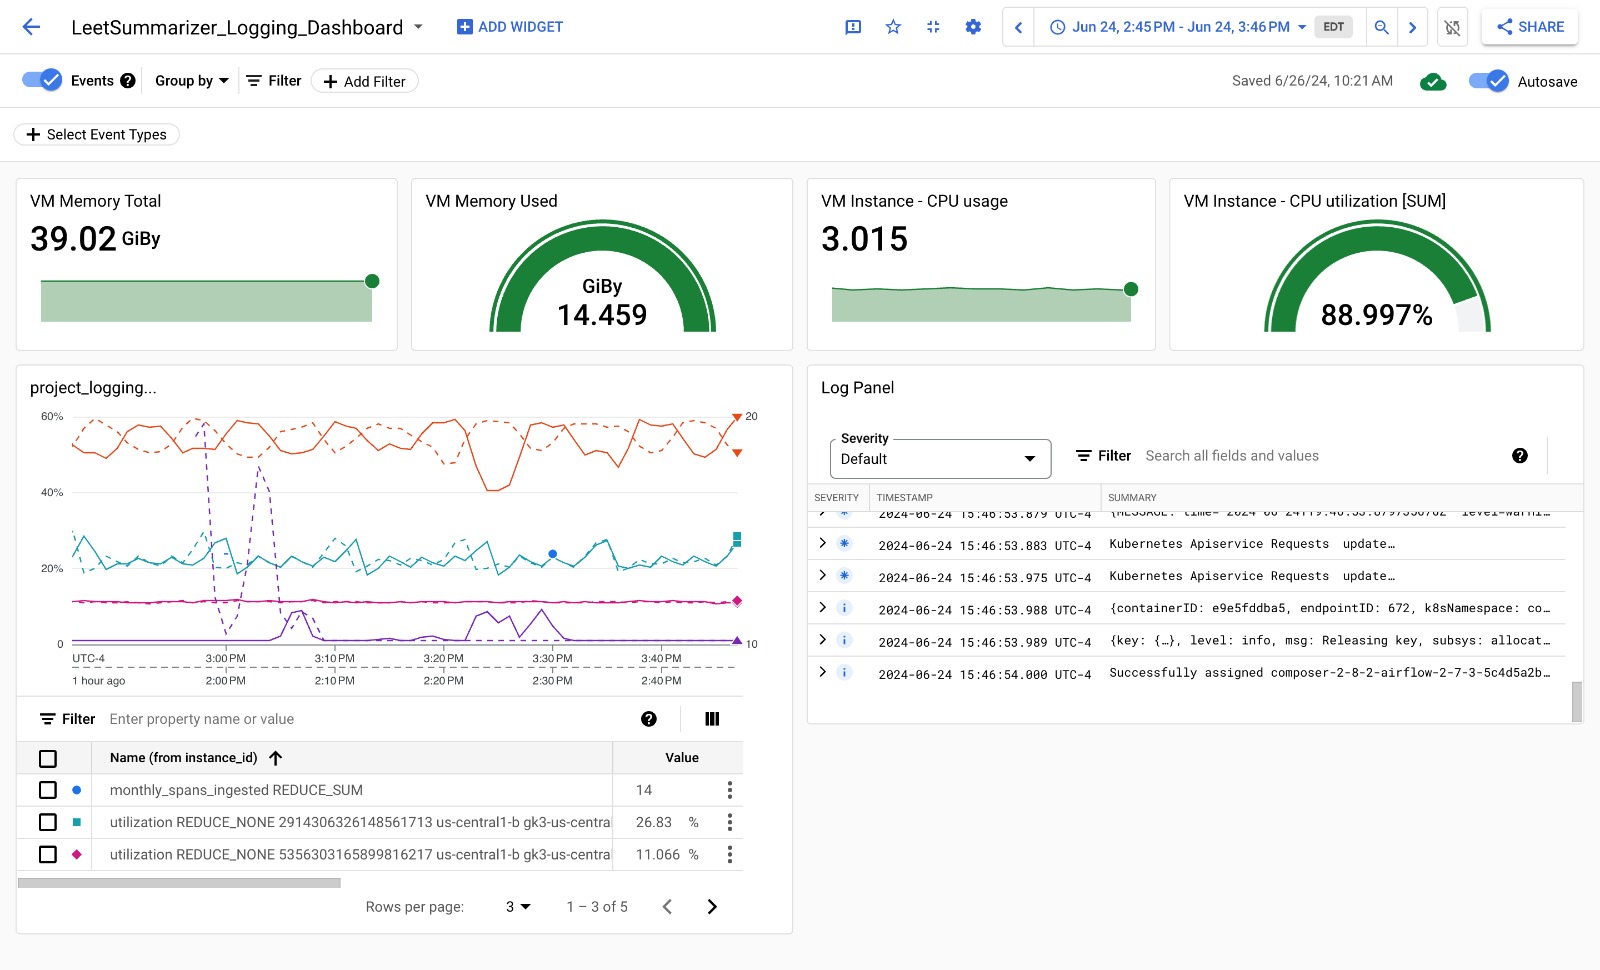 LeetSummarizer_Logging_Dashboard
ADD WIDGET
Jun 24, 2:45 PM - Jun 24, 3:46 PM
EDT
SHARE
Events
Group by
Filter
Add Filter
Saved 6/26/24, 10:21 AM
Autosave
Select Event Types
VM Memory Total
39.02 GiBy
VM Memory Used
GiBy
14.459
VM Instance - CPU usage
3.015
VM Instance - CPU utilization [SUM]
88.997%
project_logging...
60%
20
40%
20%
0
10
UTC-4 3:00 PM 3:10 PM 3:20 PM 3:30 PM 3:40 PM
1 hour ago 2:00 PM 2:10 PM 2:20 PM 2:30 PM 2:40 PM
Filter Enter property name or value
Name (from instance_id) Value
monthly_spans_ingested REDUCE_SUM 14
utilization REDUCE_NONE 2914306326148561713 us-central1-b gk3-us-centra 26.83 %
utilization REDUCE_NONE 5356303165899816217 us-central1-b gk3-us-centra 11.066 %
Rows per page: 3 1 – 3 of 5
Log Panel
Severity
Default
Filter Search all fields and values
SEVERITY TIMESTAMP SUMMARY
2024-06-24 15:46:53.879 UTC-4
2024-06-24 15:46:53.883 UTC-4 Kubernetes Apiservice Requests update…
2024-06-24 15:46:53.975 UTC-4 Kubernetes Apiservice Requests update…
2024-06-24 15:46:53.988 UTC-4 {containerID: e9e5fddba5, endpointID: 672, k8sNamespace: co…
2024-06-24 15:46:53.989 UTC-4 {key: {…}, level: info, msg: Releasing key, subsys: allocat…
2024-06-24 15:46:54.000 UTC-4 Successfully assigned composer-2-8-2-airflow-2-7-3-5c4d5a2b…